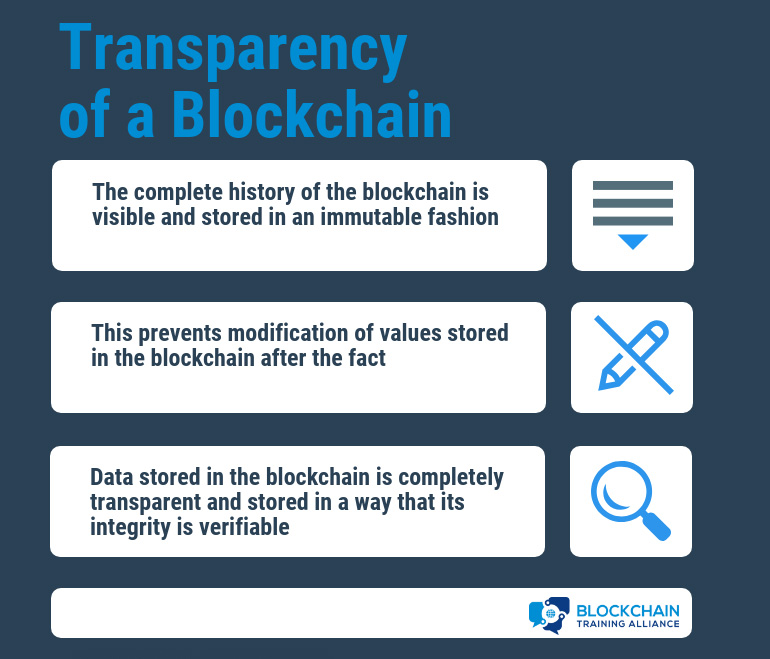 Transparency
of a Blockchain
The complete history of the blockchain is
visible and stored in an immutable fashion
This prevents modification of values stored
in the blockchain after the fact
Data stored in the blockchain is completely
transparent and stored in a way that its
integrity is verifiable
BLOCKCHAIN
TRAINING ALLIANCE